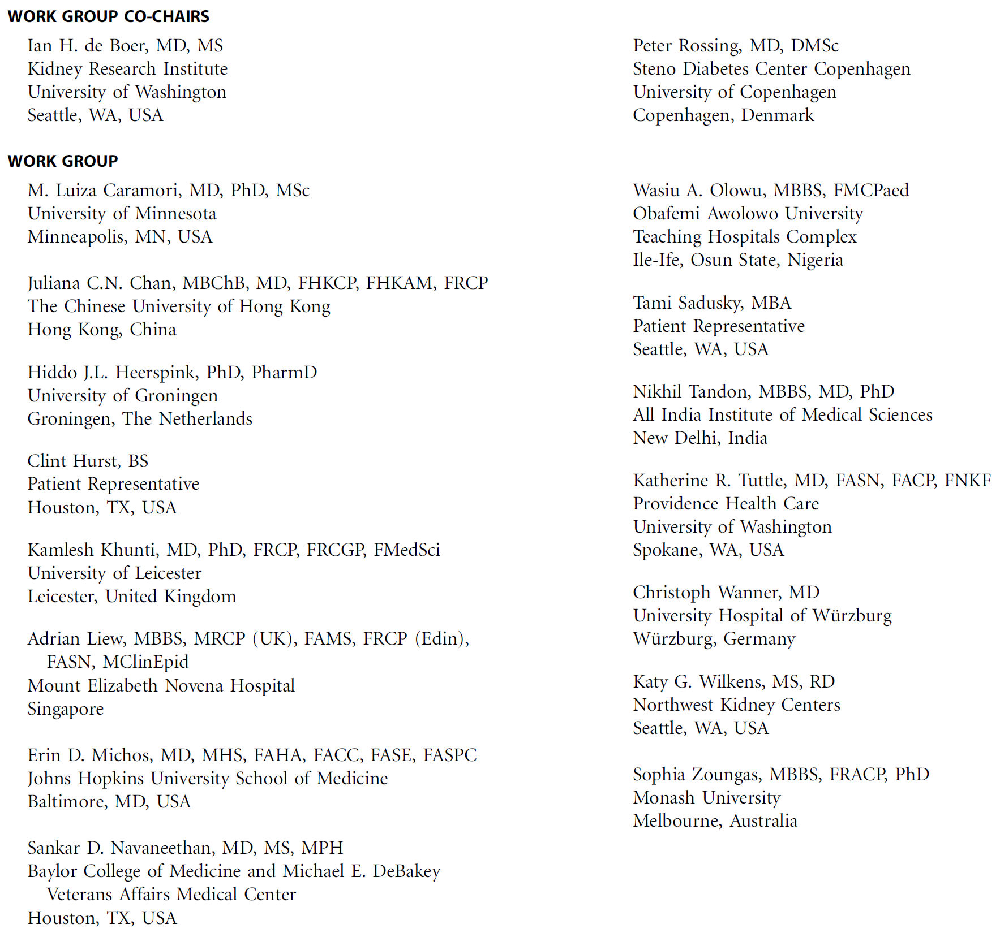 WORK GROUP CO-CHAIRS
Ian H. de Boer, MD, MS
Kidney Research Institute
University of Washington
Seattle, WA, USA
Peter Rossing, MD, DMSc
Steno Diabetes Center Copenhagen
University of Copenhagen
Copenhagen, Denmark
WORK GROUP
M. Luiza Caramori, MD, PhD, MSc
University of Minnesota
Minneapolis, MN, USA
Juliana C.N. Chan, MBChB, MD, FHKCP, FHKAM, FRCP
The Chinese University of Hong Kong
Hong Kong, China
Hiddo J.L. Heerspink, PhD, PharmD
University of Groningen
Groningen, The Netherlands
Clint Hurst, BS
Patient Representative
Houston, TX, USA
Kamlesh Khunti, MD, PhD, FRCP, FRCGP, FMedSci
University of Leicester
Leicester, United Kingdom
Adrian Liew, MBBS, MRCP (UK), FAMS, FRCP (Edin),
FASN, MClinEpid
Mount Elizabeth Novena Hospital
Singapore
Erin D. Michos, MD, MHS, FAHA, FACC, FASE, FASPC
Johns Hopkins University School of Medicine
Baltimore, MD, USA
Sankar D. Navaneethan, MD, MS, MPH
Baylor College of Medicine and Michael E. DeBakey
Veterans Affairs Medical Center
Houston, TX, USA
Wasiu A. Olowu, MBBS, FMCPaed
Obafemi Awolowo University
Teaching Hospitals Complex
Ile-Ife, Osun State, Nigeria
Tami Sadusky, MBA
Patient Representative
Seattle, WA, USA
Nikhil Tandon, MBBS, MD, PhD
All India Institute of Medical Sciences
New Delhi, India
Katherine R. Tuttle, MD, FASN, FACP, FNKF
Providence Health Care
University of Washington
Spokane, WA, USA
Christoph Wanner, MD
University Hospital of Würzburg
Würzburg, Germany
Katy G. Wilkens, MS, RD
Northwest Kidney Centers
Seattle, WA, USA
Sophia Zoungas, MBBS, FRACP, PhD
Monash University
Melbourne, Australia